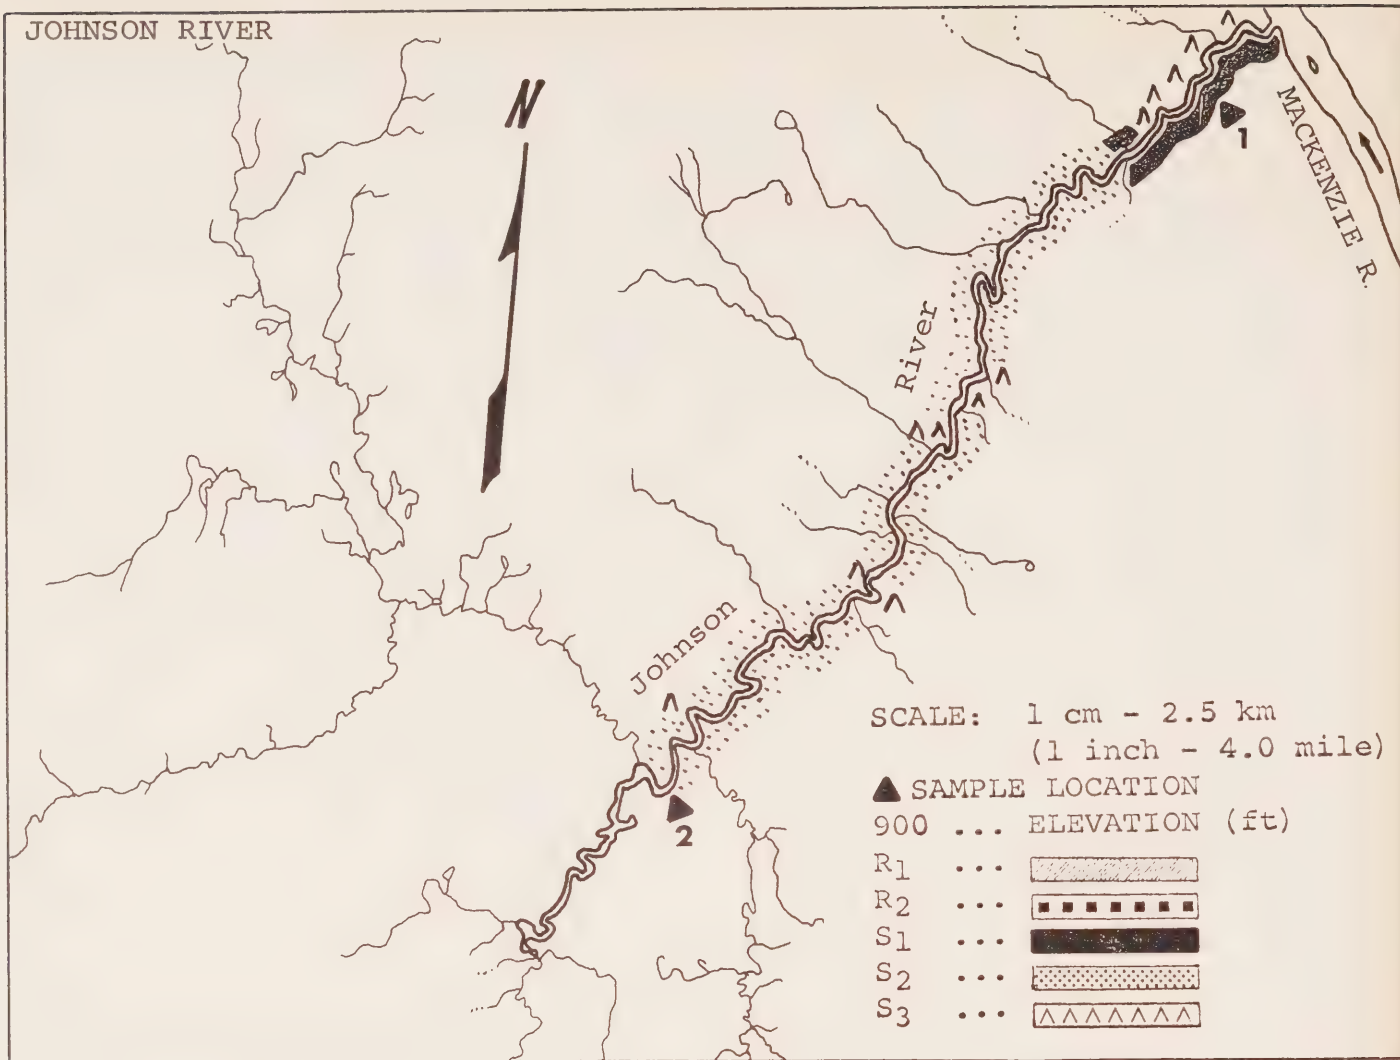 JOHNSON RIVER
N
1
MACKENZIE R.
River
Johnson
2
SCALE: 1 cm - 2.5 km
(1 inch - 4.0 mile)
SAMPLE LOCATION
900 ... ELEVATION (ft)
R1 ...
R2 ...
S1 ...
S2 ...
S3 ...